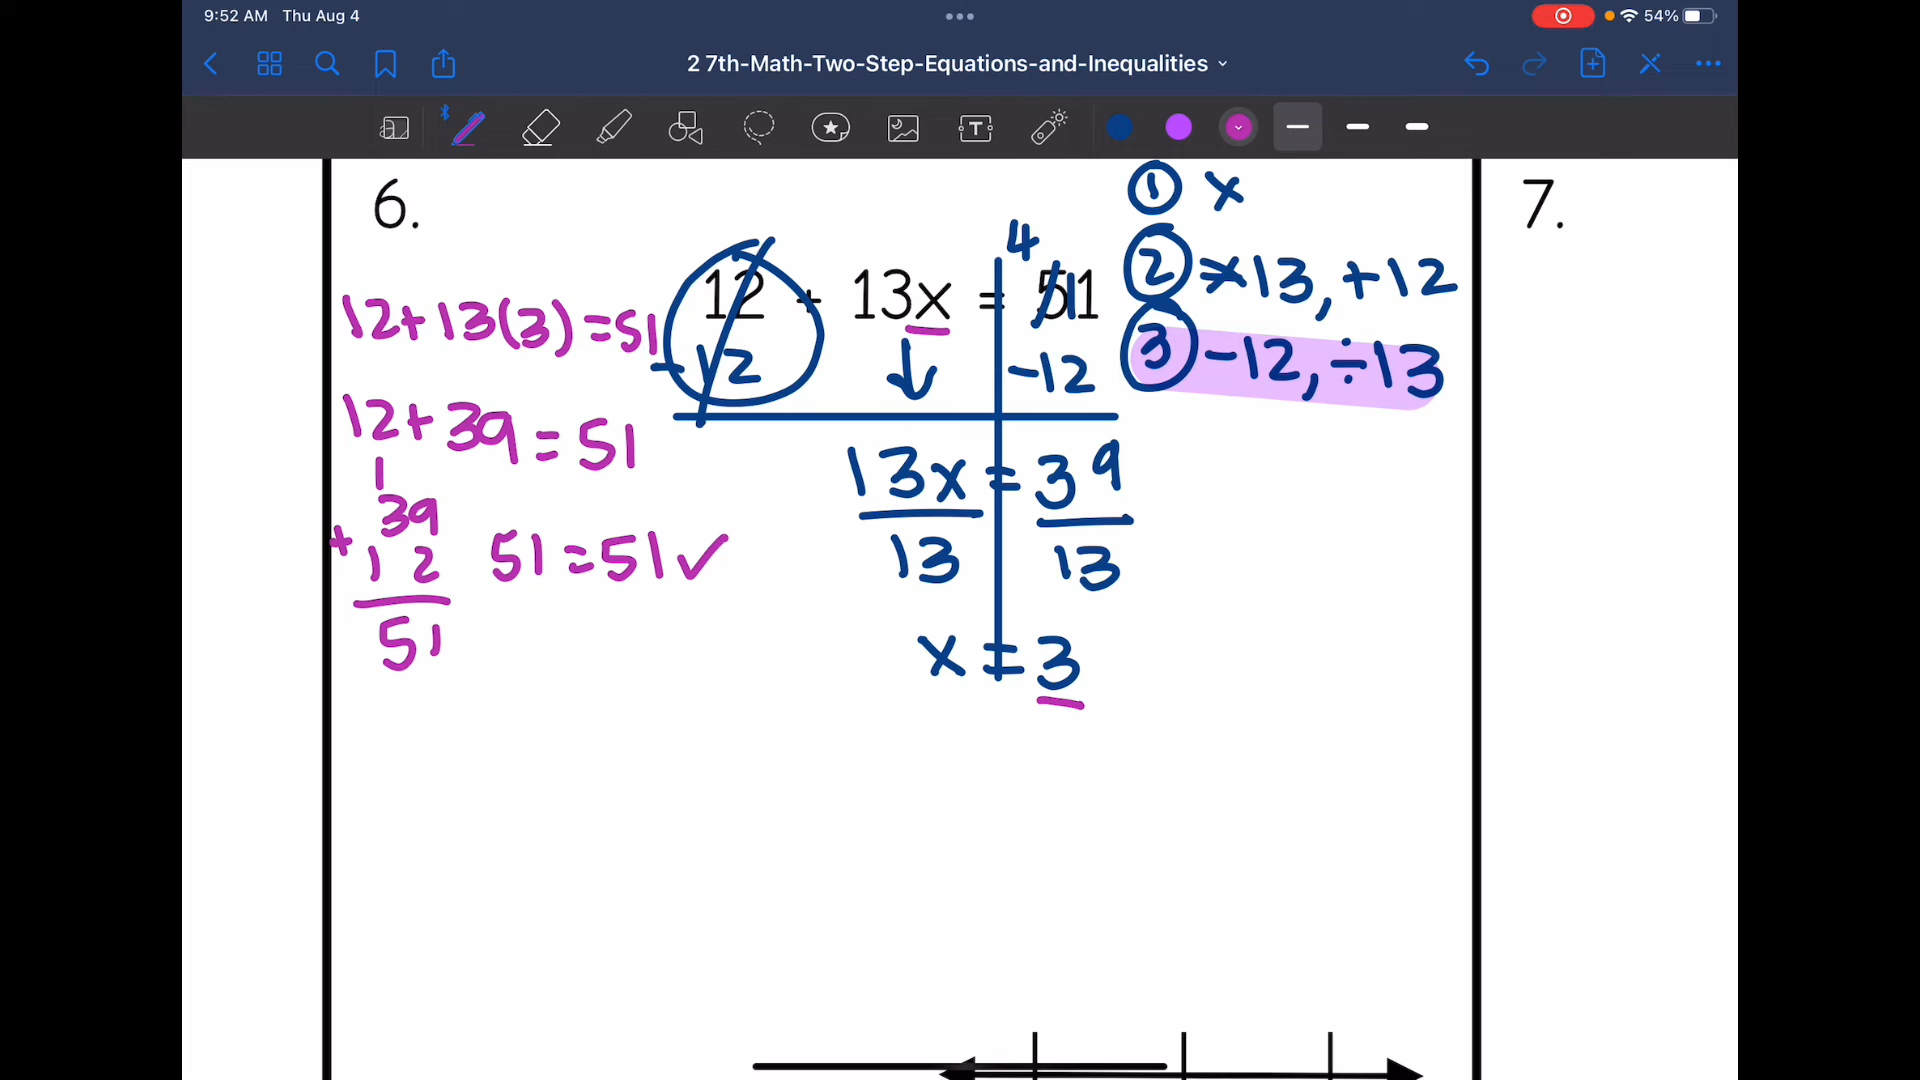 9:52 AM Thu Aug 4
54%
2 7th-Math-Two-Step-Equations-and-Inequalities
6.
7.
① x
② ×13, +12
③ -12, ÷13
4
12 + 13x = 51
-12 -12
13x = 39
13 13
x = 3
12+13(3)=51
12+39=51
1
39
+12
51
51=51✓